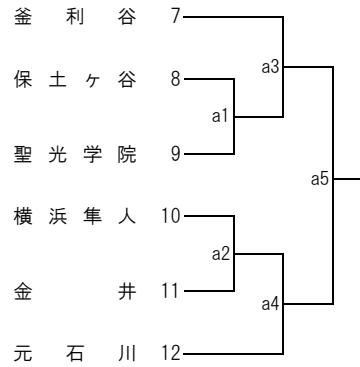 釜利谷 7
a3
保土ヶ谷 8
a1
聖光学院 9
a5
横浜隼人 10
a2
金井 11
a4
元石川 12